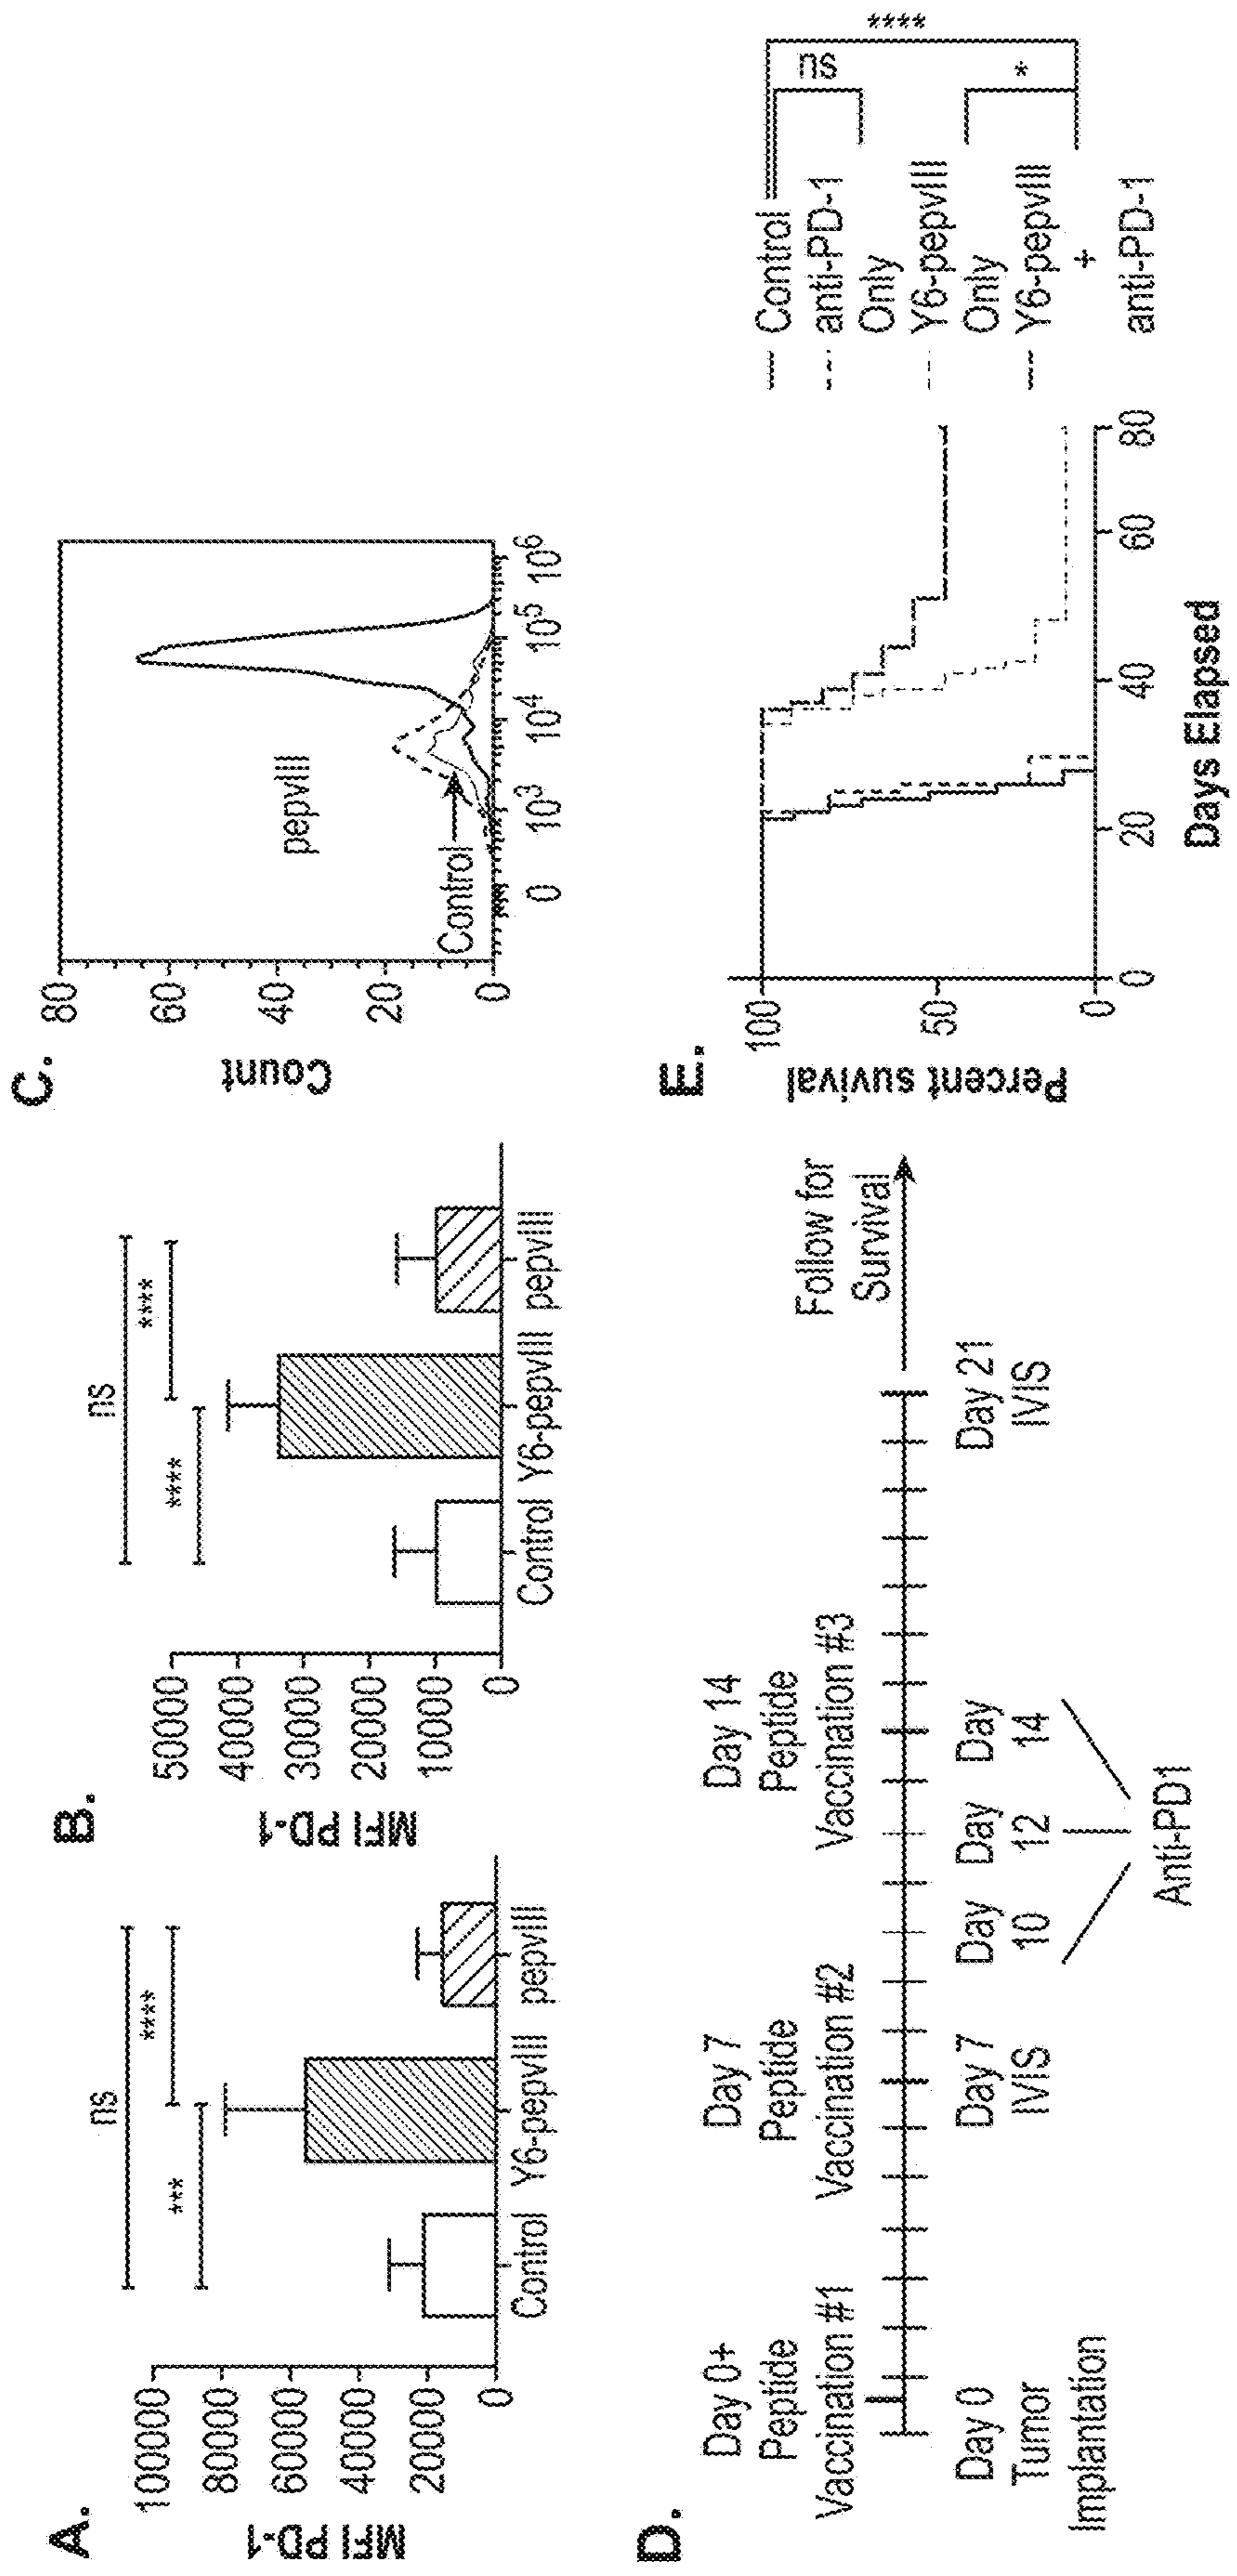 A.
MFI PD-1
100000
80000
60000
40000
20000
0
ns
***
****
Control
Y6-pepvIII
pepvIII
B.
MFI PD-1
50000
40000
30000
20000
10000
0
ns
****
****
Control
Y6-pepvIII
pepvIII
C.
Count
80
60
40
20
0
pepvIII
Control
0
10³
10⁴
10⁵
10⁶
D.
Day 0+
Peptide
Vaccination #1
Day 7
Peptide
Vaccination #2
Day 14
Peptide
Vaccination #3
Follow for
Survival
Day 0
Tumor
Implantation
Day 7
IVIS
Day
10
Day
12
Day
14
Anti-PD1
Day 21
IVIS
E.
Percent suvival
100
50
0
0
20
40
60
80
Days Elapsed
Control
anti-PD-1
Only
Y6-pepvIII
Only
Y6-pepvIII
+
anti-PD-1
ns
*
****